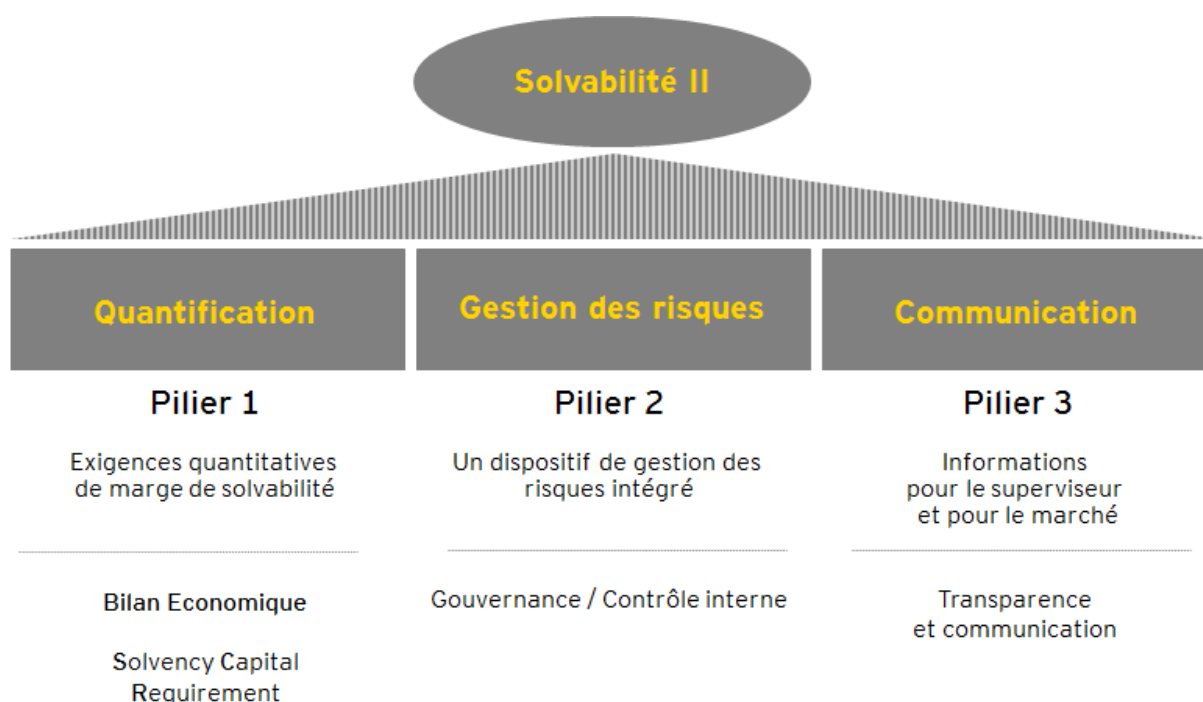 Solvabilité II
Quantification
Gestion des risques
Communication
Pilier 1
Exigences quantitatives
de marge de solvabilité
Bilan Economique
Solvency Capital
Requirement
Pilier 2
Un dispositif de gestion des
risques intégré
Gouvernance / Contrôle interne
Pilier 3
Informations
pour le superviseur
et pour le marché
Transparence
et communication